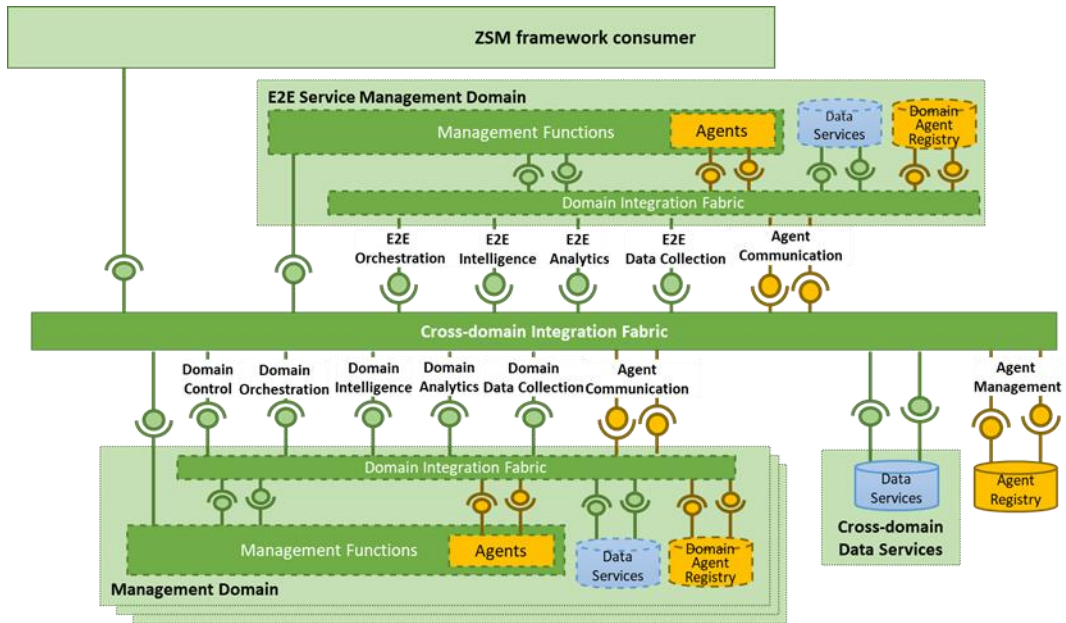 ZSM framework consumer
E2E Service Management Domain
Management Functions
Agents
Data
Services
Domain
Agent
Registry
Domain Integration Fabric
E2E
Orchestration
E2E
Intelligence
E2E
Analytics
E2E
Data Collection
Agent
Communication
Cross-domain Integration Fabric
Domain
Control
Domain
Orchestration
Domain
Intelligence
Domain
Analytics
Domain
Data Collection
Agent
Communication
Agent
Management
Domain Integration Fabric
Management Functions
Agents
Data
Services
Domain
Agent
Registry
Management Domain
Data
Services
Cross-domain
Data Services
Agent
Registry